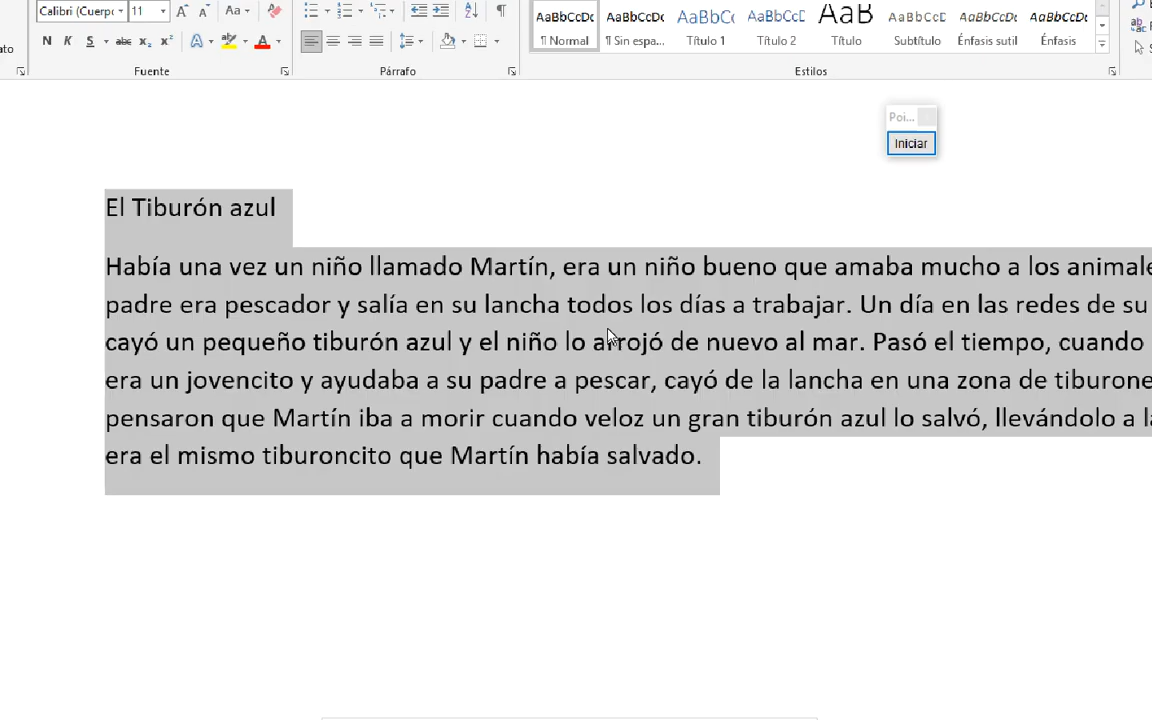 ato
Calibri (Cuerpo 11 A A Aa
N K S abc x₂ x² A A
Fuente
Párrafo
AaBbCcDc AaBbCcDc AaBbCc AaBbCcC AaB AaBbCcD AaBbCcDc AaBbCcDc
¶ Normal ¶ Sin espa... Título 1 Título 2 Título Subtítulo Énfasis sutil Énfasis
Estilos
Poi...
Iniciar
El Tiburón azul
Había una vez un niño llamado Martín, era un niño bueno que amaba mucho a los animale
padre era pescador y salía en su lancha todos los días a trabajar. Un día en las redes de su
cayó un pequeño tiburón azul y el niño lo arrojó de nuevo al mar. Pasó el tiempo, cuando
era un jovencito y ayudaba a su padre a pescar, cayó de la lancha en una zona de tiburone
pensaron que Martín iba a morir cuando veloz un gran tiburón azul lo salvó, llevándolo a la
era el mismo tiburoncito que Martín había salvado.